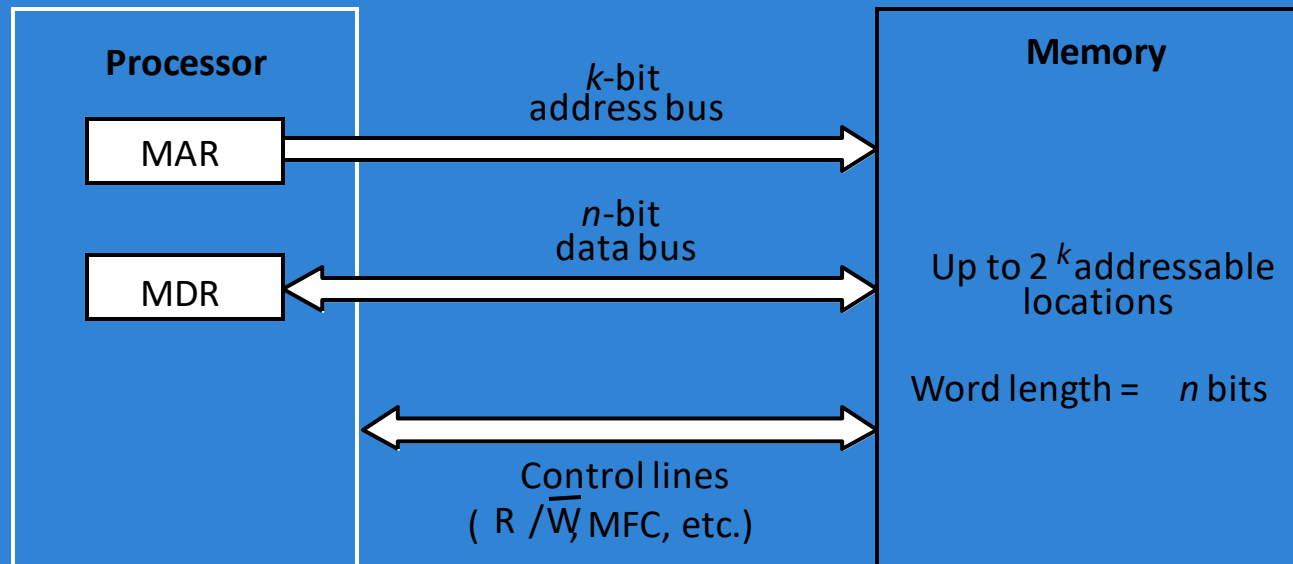 Processor
Memory
k-bit
address bus
MAR
n-bit
data bus
MDR
Up to 2 k addressable
locations
Word length = n bits
Control lines
( R / W̅, MFC, etc.)